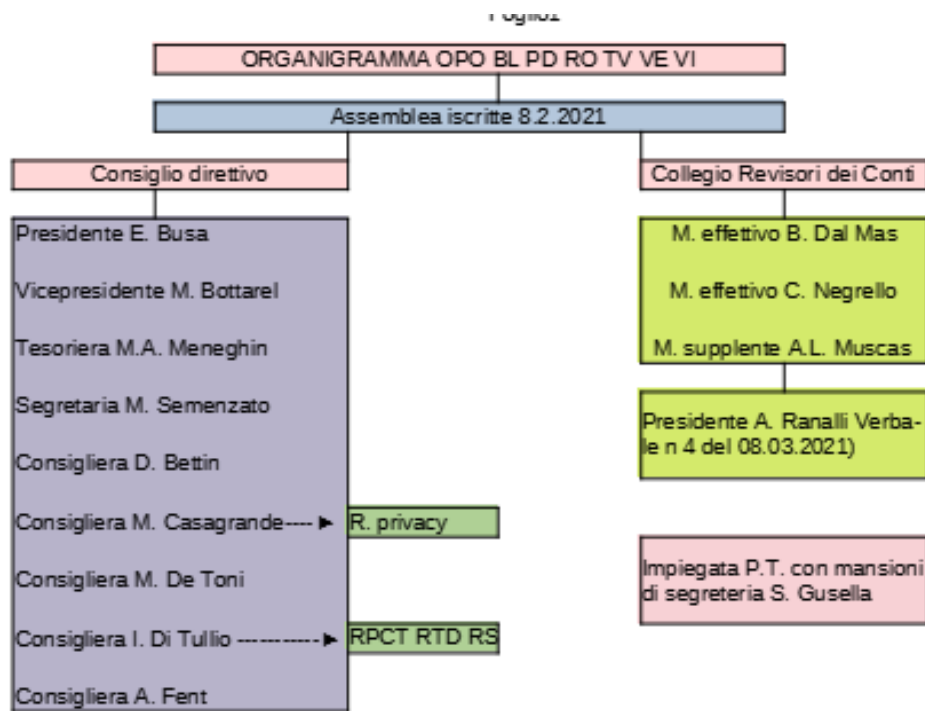 Foglio1
ORGANIGRAMMA OPO BL PD RO TV VE VI
Assemblea iscritte 8.2.2021
Consiglio direttivo
Collegio Revisori dei Conti
Presidente E. Busa
Vicepresidente M. Bottarel
Tesoriera M.A. Meneghin
Segretaria M. Semenzato
Consigliera D. Bettin
Consigliera M. Casagrande----
R. privacy
Consigliera M. De Toni
Consigliera I. Di Tullio -----------
RPCT RTD RS
Consigliera A. Fent
M. effettivo B. Dal Mas
M. effettivo C. Negrello
M. supplente A.L. Muscas
Presidente A. Ranalli Verba-
le n 4 del 08.03.2021)
Impiegata P.T. con mansioni
di segreteria S. Gusella